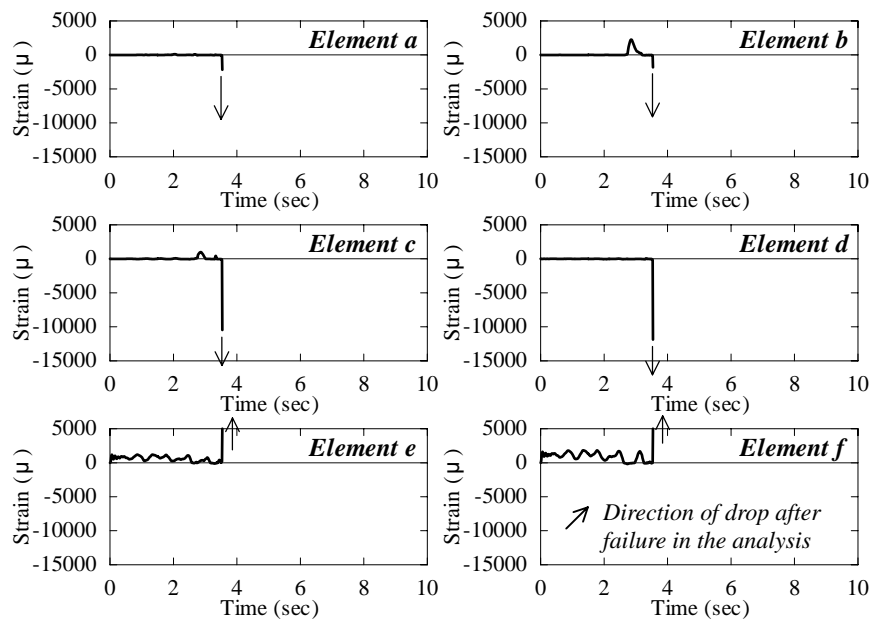 5000
0
-5000
-10000
-15000
Strain (μ)
Element a
0 2 4 6 8 10
Time (sec)
5000
0
-5000
-10000
-15000
Strain (μ)
Element b
0 2 4 6 8 10
Time (sec)
5000
0
-5000
-10000
-15000
Strain (μ)
Element c
0 2 4 6 8 10
Time (sec)
5000
0
-5000
-10000
-15000
Strain (μ)
Element d
0 2 4 6 8 10
Time (sec)
5000
0
-5000
-10000
-15000
Strain (μ)
Element e
0 2 4 6 8 10
Time (sec)
5000
0
-5000
-10000
-15000
Strain (μ)
Element f
Direction of drop after
failure in the analysis
0 2 4 6 8 10
Time (sec)